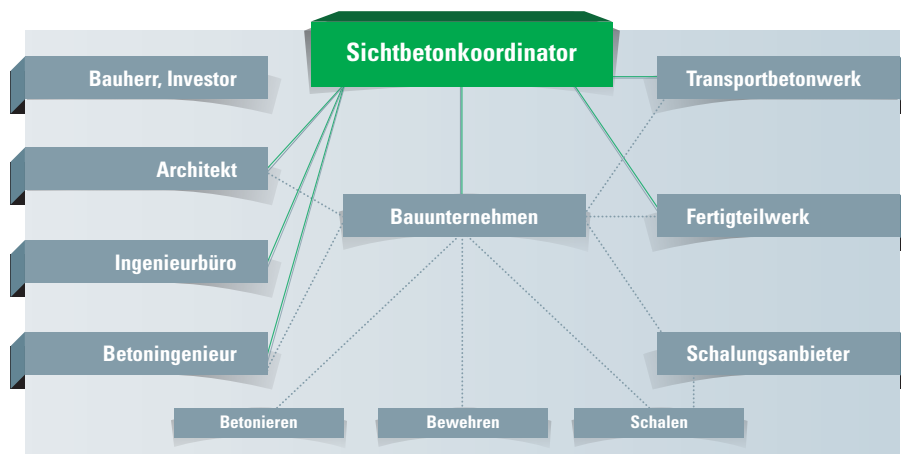 Sichtbetonkoordinator
Bauherr, Investor
Transportbetonwerk
Architekt
Bauunternehmen
Fertigteilwerk
Ingenieurbüro
Betoningenieur
Schalungsanbieter
Betonieren
Bewehren
Schalen